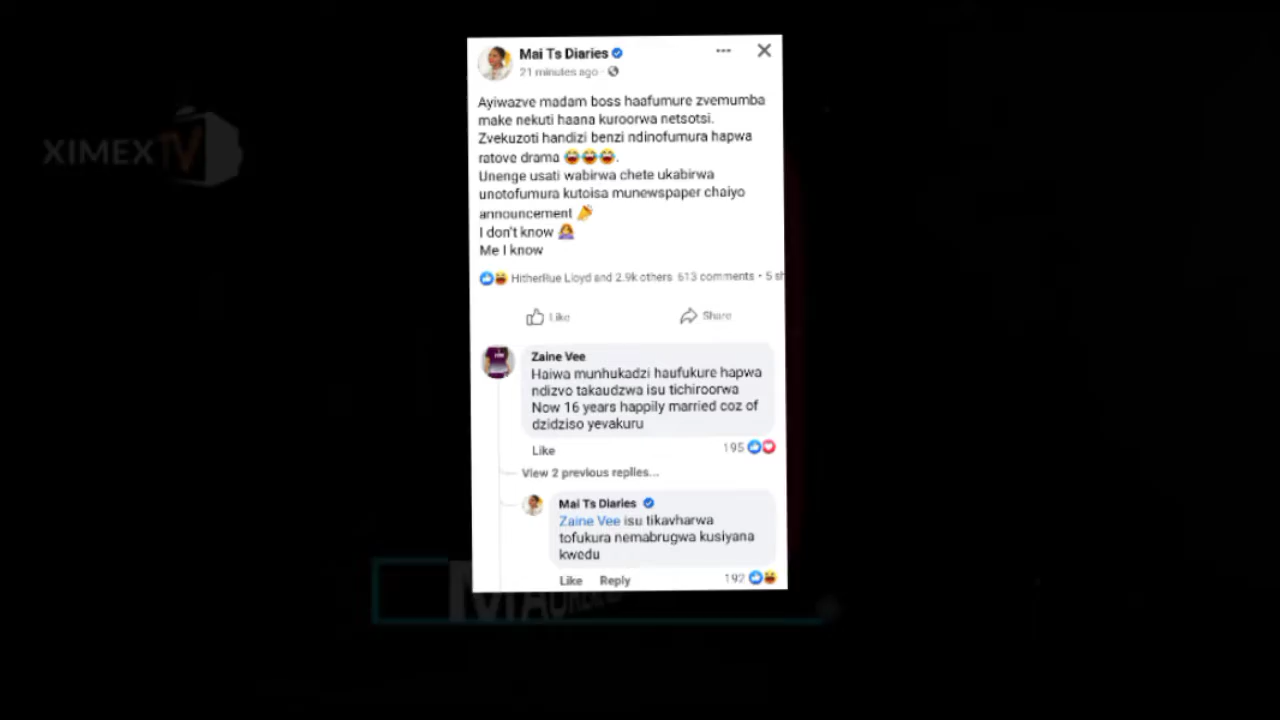 XIMEX TV
Mai Ts Diaries
21 minutes ago
Ayiwazve madam boss haafumure zvemumba
make nekuti haana kuroorwa netsotsi.
Zvekuzoti handizi benzi ndinofumura hapwa
ratove drama 😂😂😂.
Unenge usati wabirwa chete ukabirwa
unotofumura kutoisa munewspaper chaiyo
announcement 🎉
I don't know 🤷‍♀️
Me I know
HitherRue Lloyd and 2.9k others 613 comments • 5 sh
Like Share
Zaine Vee
Haiwa munhukadzi haufukure hapwa
ndizvo takaudzwa isu tichiroorwa
Now 16 years happily married coz of
dzidziso yevakuru
Like 195
View 2 previous replies...
Mai Ts Diaries
Zaine Vee isu tikavharwa
tofukura nemabrugwa kusiyana
kwedu
Like Reply 192